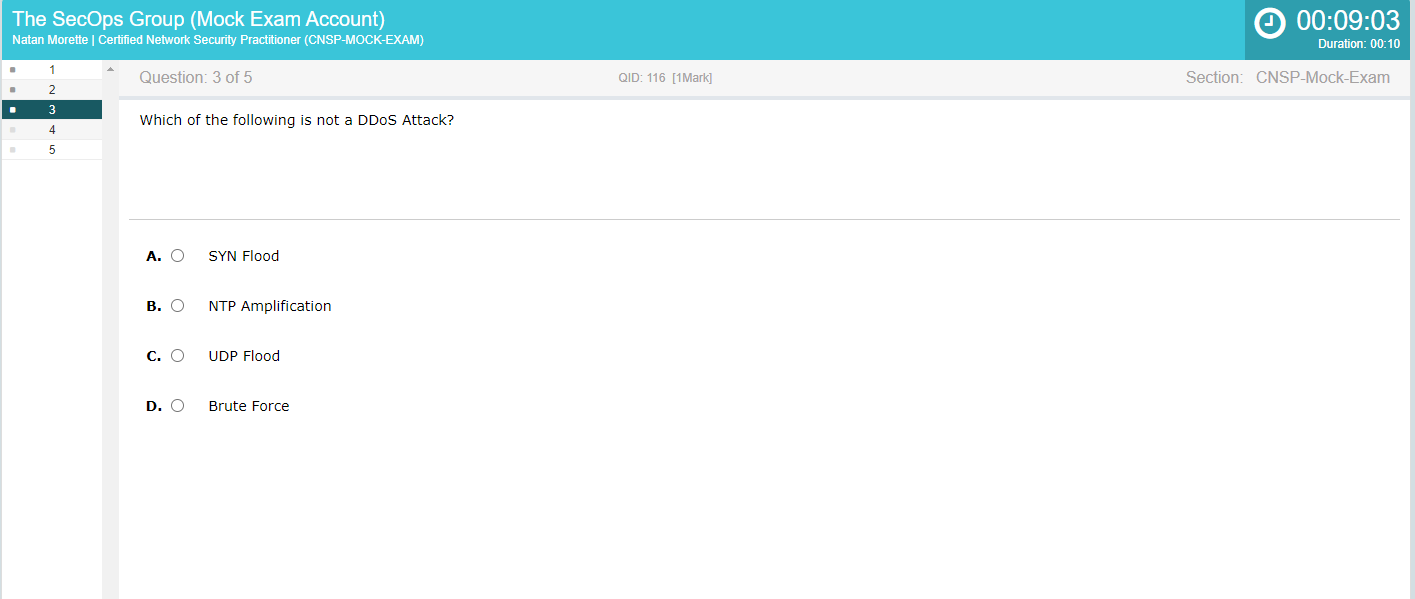 The SecOps Group (Mock Exam Account)
Natan Morette | Certified Network Security Practitioner (CNSP-MOCK-EXAM)
00:09:03
Duration: 00:10
1
2
3
4
5
Question: 3 of 5
QID: 116 [1Mark]
Section: CNSP-Mock-Exam
Which of the following is not a DDoS Attack?
A. SYN Flood
B. NTP Amplification
C. UDP Flood
D. Brute Force